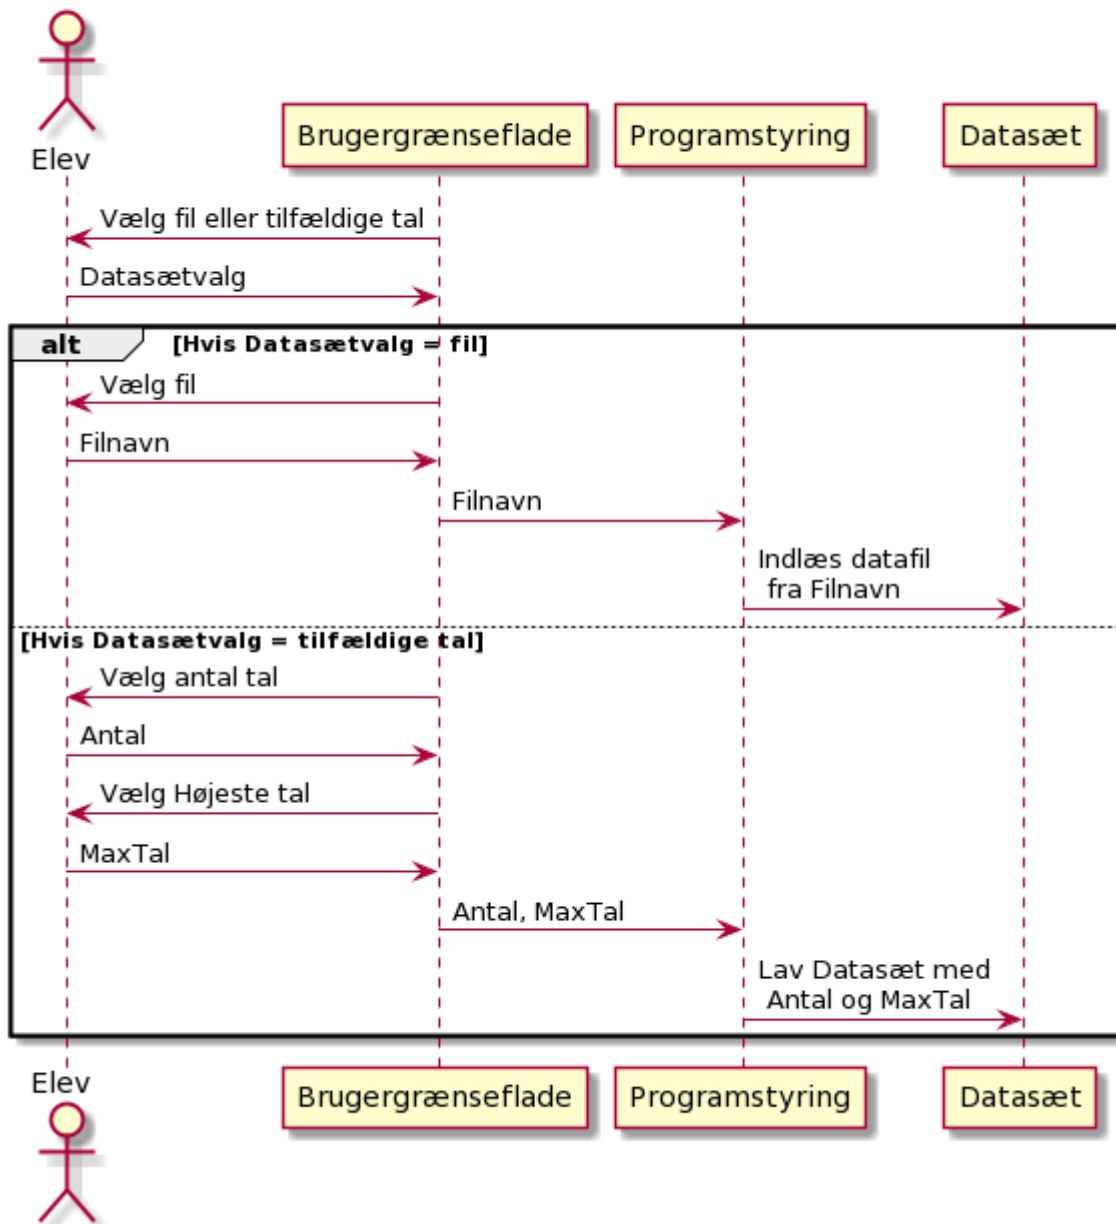 Elev
Brugergrænseflade
Programstyring
Datasæt
Vælg fil eller tilfældige tal
Datasætvalg
alt
[Hvis Datasætvalg = fil]
Vælg fil
Filnavn
Filnavn
Indlæs datafil
fra Filnavn
[Hvis Datasætvalg = tilfældige tal]
Vælg antal tal
Antal
Vælg Højeste tal
MaxTal
Antal, MaxTal
Lav Datasæt med
Antal og MaxTal
Elev
Brugergrænseflade
Programstyring
Datasæt